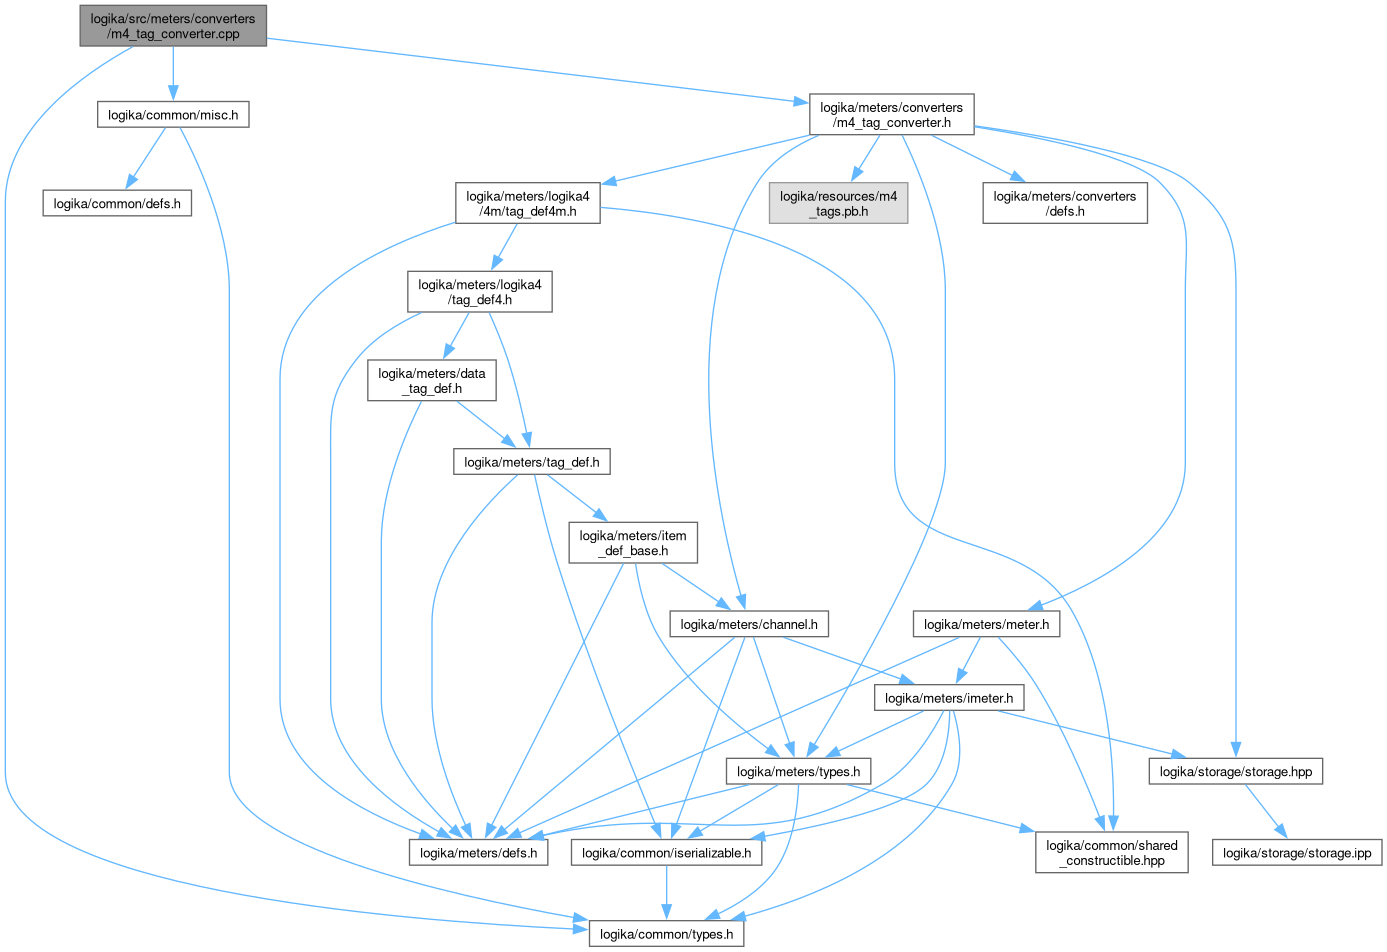 logika/src/meters/converters
/m4_tag_converter.cpp
logika/common/misc.h
logika/meters/converters
/m4_tag_converter.h
logika/common/defs.h
logika/meters/logika4
/4m/tag_def4m.h
logika/resources/m4
_tags.pb.h
logika/meters/converters
/defs.h
logika/meters/logika4
/tag_def4.h
logika/meters/data
_tag_def.h
logika/meters/tag_def.h
logika/meters/item
_def_base.h
logika/meters/channel.h
logika/meters/meter.h
logika/meters/imeter.h
logika/meters/types.h
logika/storage/storage.hpp
logika/meters/defs.h
logika/common/iserializable.h
logika/common/shared
_constructible.hpp
logika/storage/storage.ipp
logika/common/types.h